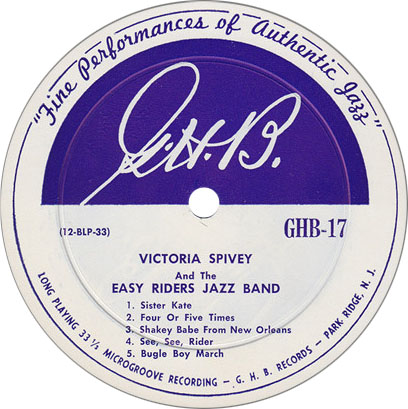 "Fine Performances of Authentic Jazz"
G.H.B.
(12-BLP-33)
GHB-17
VICTORIA SPIVEY
And The
EASY RIDERS JAZZ BAND
1. Sister Kate
2. Four Or Five Times
3. Shakey Babe From New Orleans
4. See, See, Rider
5. Bugle Boy March
LONG PLAYING 33 ⅓ MICROGROOVE RECORDING – G. H. B. RECORDS – PARK RIDGE, N. J.